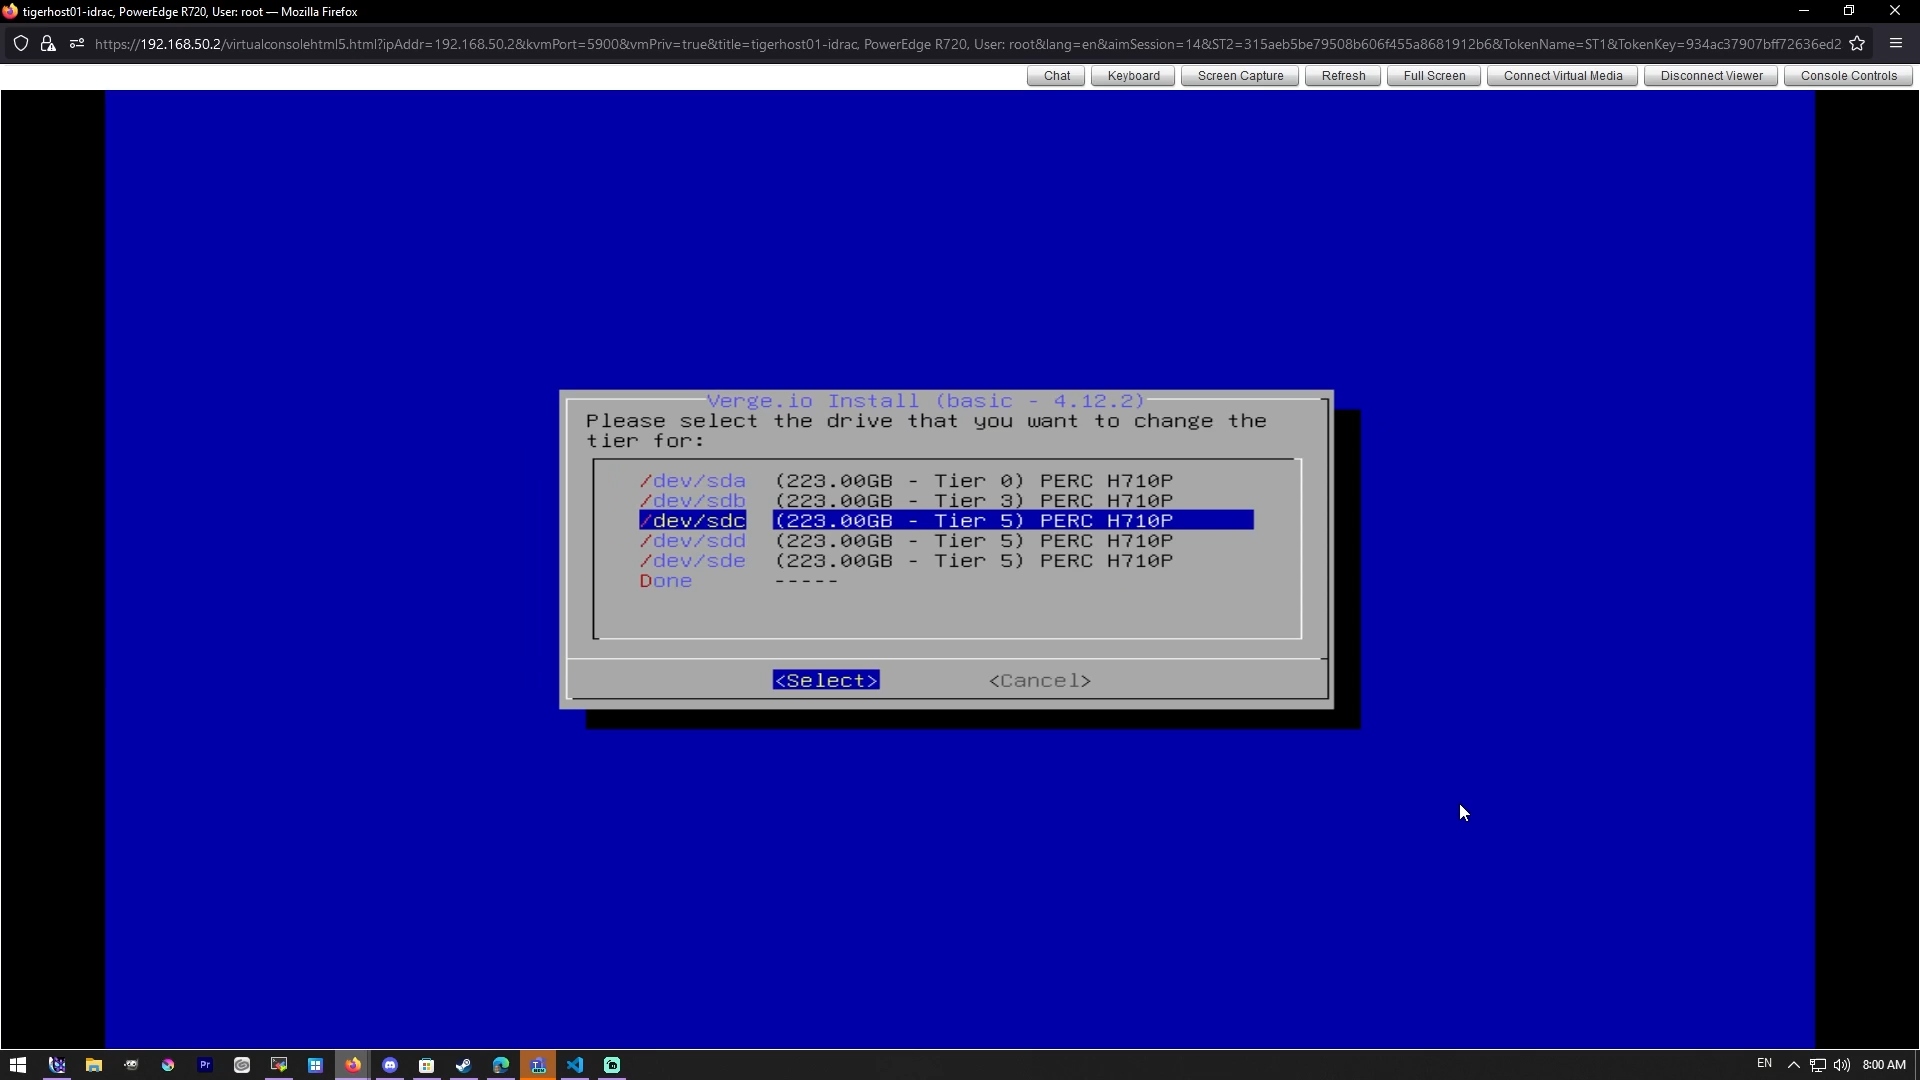 tigerhost01-idrac, PowerEdge R720, User: root — Mozilla Firefox
https://192.168.50.2/virtualconsolehtml5.html?ipAddr=192.168.50.2&kvmPort=5900&vmPriv=true&title=tigerhost01-idrac, PowerEdge R720, User: root&lang=en&aimSession=14&ST2=315aeb5be79508b606f455a8681912b6&TokenName=ST1&TokenKey=934ac37907bff72636ed2
Chat Keyboard Screen Capture Refresh Full Screen Connect Virtual Media Disconnect Viewer Console Controls
Verge.io Install (basic - 4.12.2)
Please select the drive that you want to change the
tier for:
/dev/sda (223.00GB - Tier 0) PERC H710P
/dev/sdb (223.00GB - Tier 3) PERC H710P
/dev/sdc (223.00GB - Tier 5) PERC H710P
/dev/sdd (223.00GB - Tier 5) PERC H710P
/dev/sde (223.00GB - Tier 5) PERC H710P
Done -----
<Select> <Cancel>
Pr
EN 8:00 AM